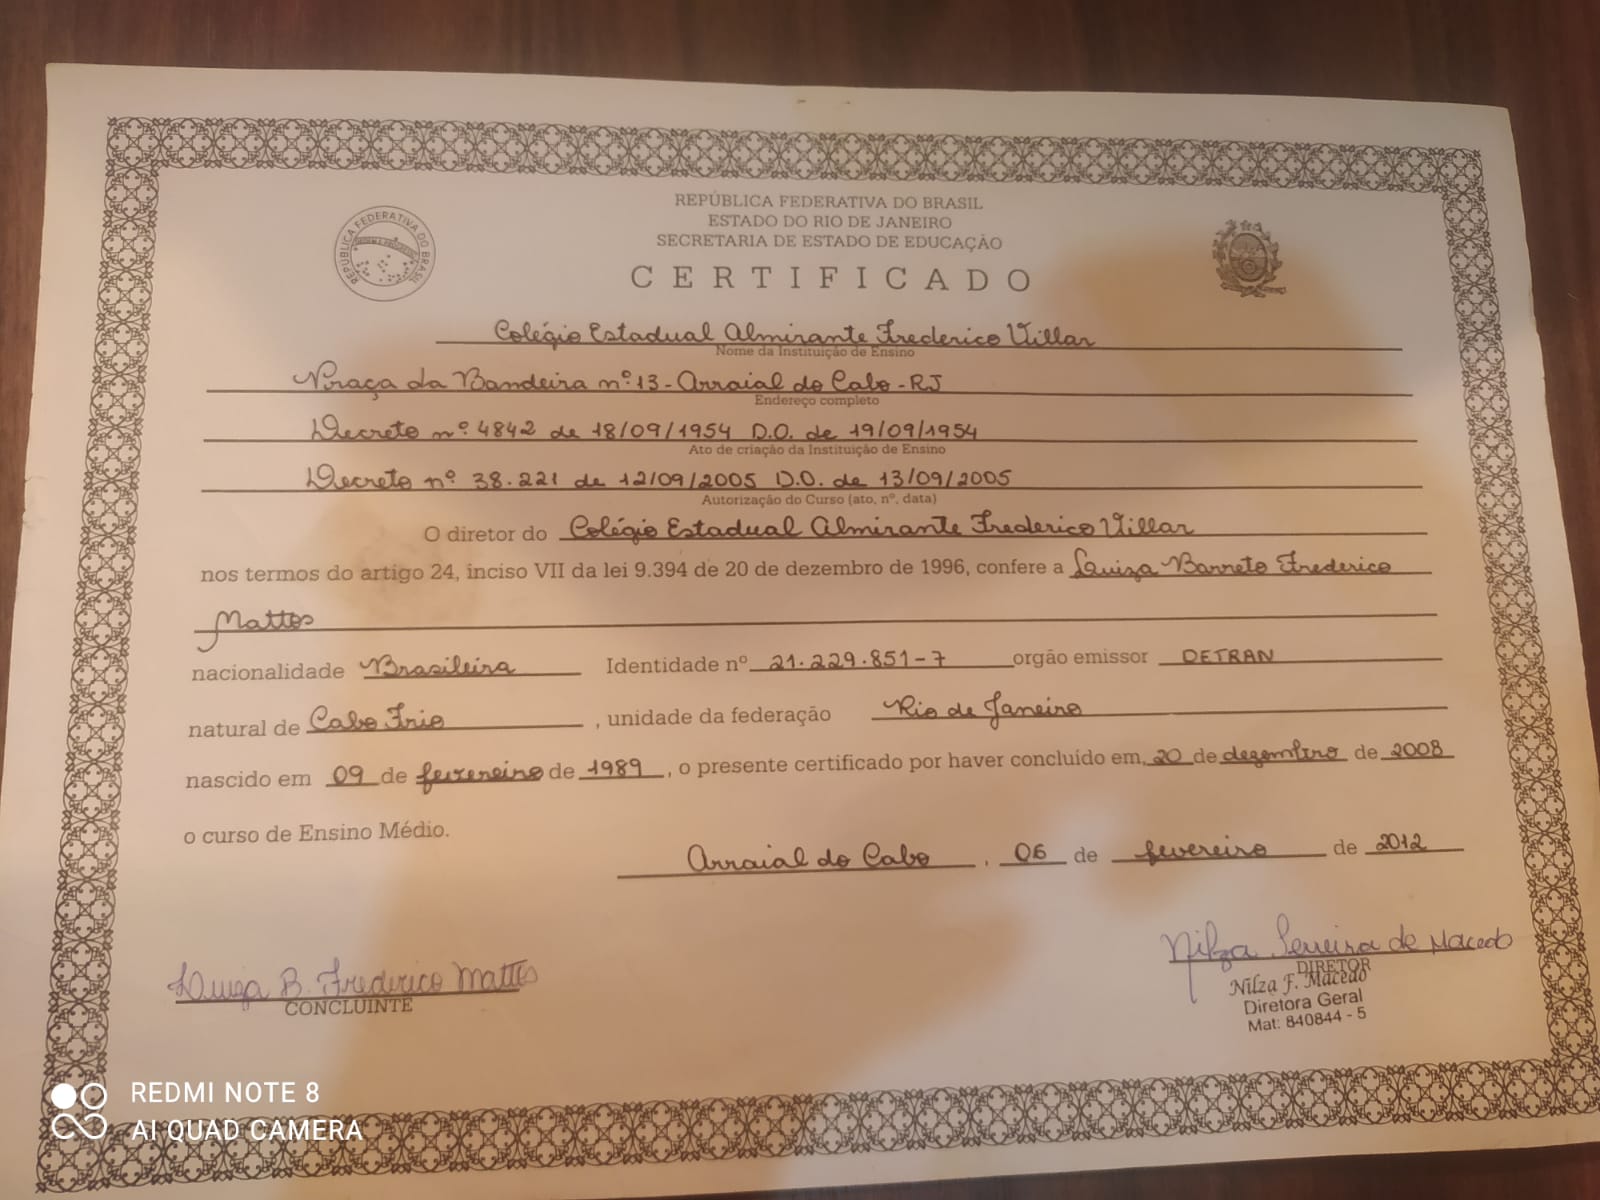 REPÚBLICA FEDERATIVA DO BRASIL
ESTADO DO RIO DE JANEIRO
SECRETARIA DE ESTADO DE EDUCAÇÃO
CERTIFICADO
REPÚBLICA FEDERATIVA DO BRASIL
Colégio Estadual Almirante Frederico Villar
Nome da Instituição de Ensino
Praça da Bandeira nº 13 - Arraial do Cabo - RJ
Endereço completo
Decreto nº 4842 de 18/09/1954 D.O. de 19/09/1954
Ato de criação da Instituição de Ensino
Decreto nº 38.221 de 12/09/2005 D.O. de 13/09/2005
Autorização do Curso (ato, nº, data)
O diretor do Colégio Estadual Almirante Frederico Villar
nos termos do artigo 24, inciso VII da lei 9.394 de 20 de dezembro de 1996, confere a Luiza Barreto Frederico
Mattos
nacionalidade Brasileira Identidade nº 21.229.851-7 orgão emissor DETRAN
natural de Cabo Frio, unidade da federação Rio de Janeiro
nascido em 09 de fevereiro de 1989, o presente certificado por haver concluído em, 20 de dezembro de 2008
o curso de Ensino Médio.
Arraial do Cabo, 06 de fevereiro de 2012
Luiza B. Frederico Mattos
CONCLUINTE
Nilza Ferreira de Macedo
DIRETOR
Nilza F. Macedo
Diretora Geral
Mat: 840844 - 5
REDMI NOTE 8
AI QUAD CAMERA